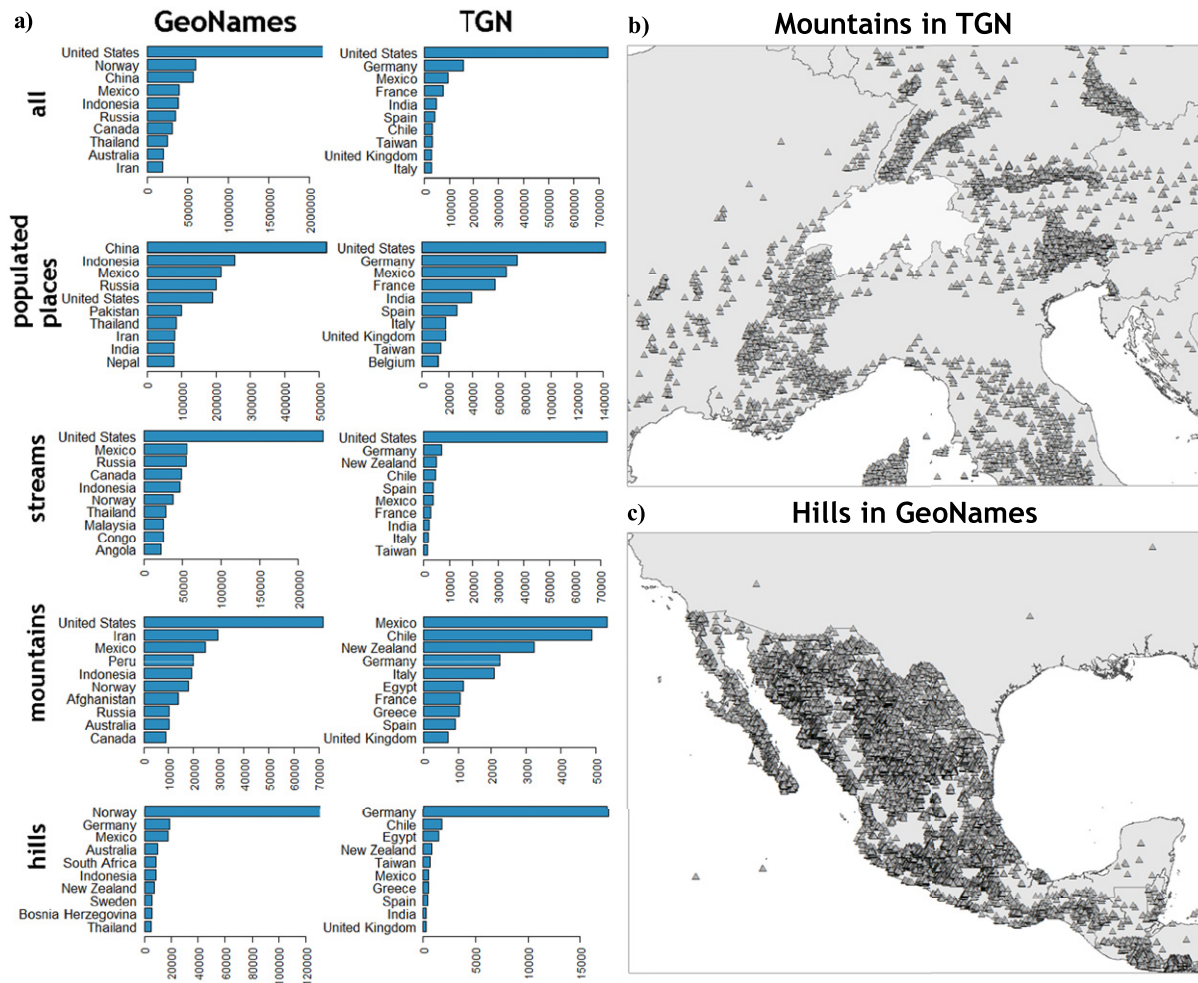 a)
GeoNames
TGN
all
United States
Norway
China
Mexico
Indonesia
Russia
Canada
Thailand
Australia
Iran
0
500000
1000000
2000000
United States
Germany
Mexico
France
India
Spain
Chile
Taiwan
United Kingdom
Italy
0
100000
200000
300000
400000
500000
600000
700000
populated
places
China
Indonesia
Mexico
Russia
United States
Pakistan
Thailand
Iran
India
Nepal
0
100000
200000
300000
400000
500000
United States
Germany
Mexico
France
India
Spain
Italy
United Kingdom
Taiwan
Belgium
0
20000
40000
60000
80000
100000
120000
140000
streams
United States
Mexico
Russia
Canada
Indonesia
Norway
Thailand
Malaysia
Congo
Angola
0
50000
100000
200000
United States
Germany
New Zealand
Chile
Spain
Mexico
France
India
Italy
Taiwan
0
10000
20000
30000
40000
50000
60000
70000
mountains
United States
Iran
Mexico
Peru
Indonesia
Norway
Afghanistan
Russia
Australia
Canada
0
10000
20000
30000
40000
50000
60000
70000
Mexico
Chile
New Zealand
Germany
Italy
Egypt
France
Greece
Spain
United Kingdom
0
1000
2000
3000
4000
5000
hills
Norway
Germany
Mexico
Australia
South Africa
Indonesia
New Zealand
Sweden
Bosnia Herzegovina
Thailand
0
20000
40000
60000
80000
120000
Germany
Chile
Egypt
New Zealand
Taiwan
Mexico
Greece
Spain
India
United Kingdom
0
5000
10000
15000
b)
Mountains in TGN
c)
Hills in GeoNames